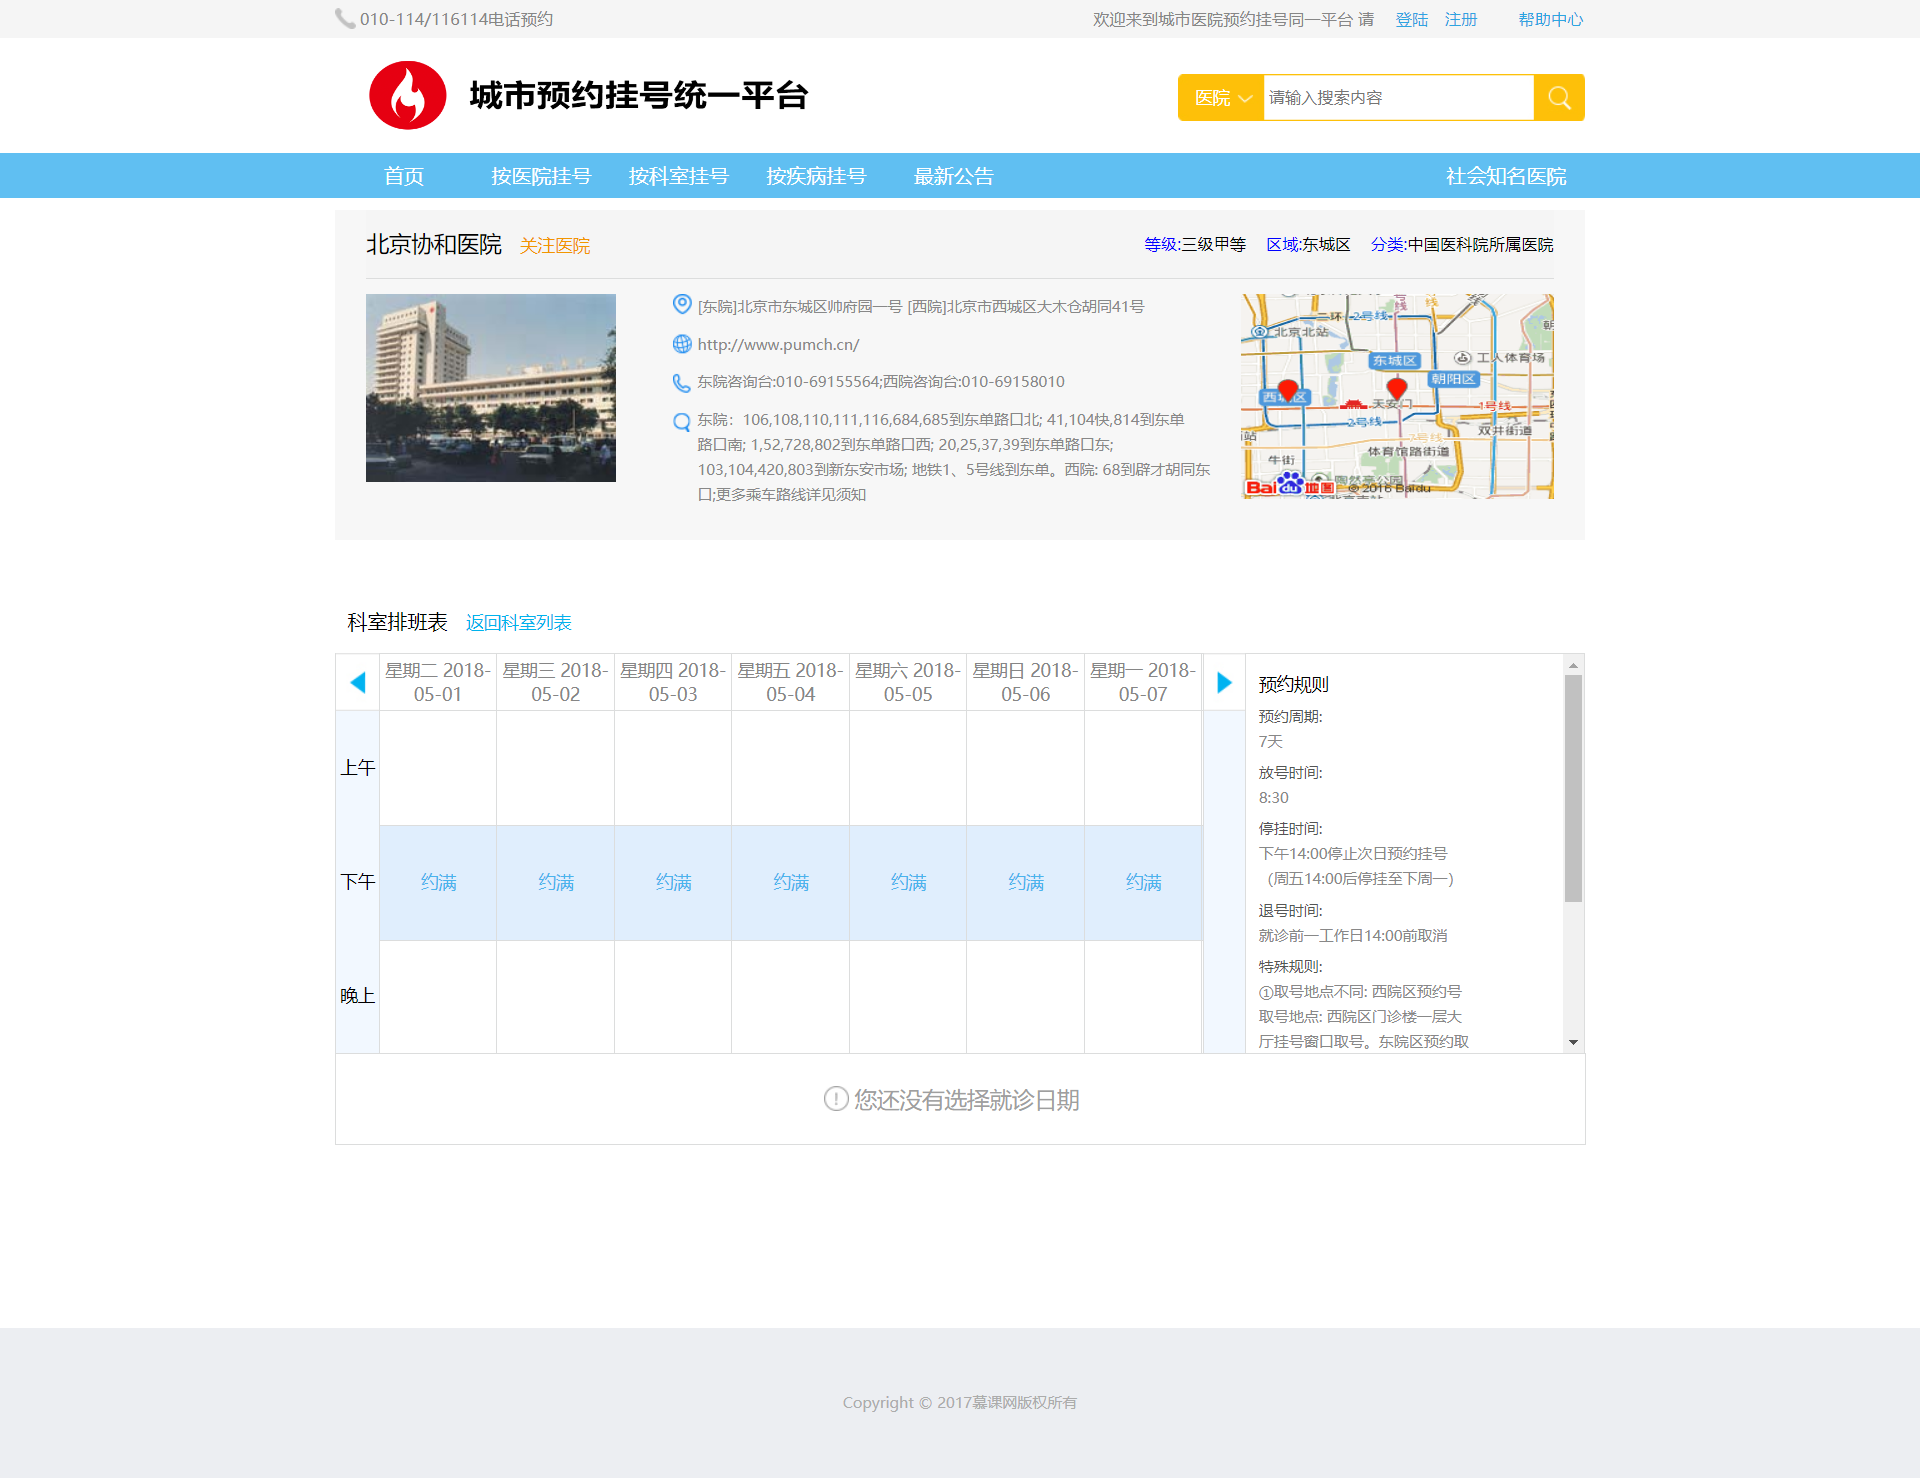 010-114/116114电话预约
欢迎来到城市医院预约挂号同一平台 请 登陆 注册 帮助中心
城市预约挂号统一平台
医院 请输入搜索内容
首页 按医院挂号 按科室挂号 按疾病挂号 最新公告 社会知名医院
北京协和医院 关注医院 等级:三级甲等 区域:东城区 分类:中国医科院所属医院
[东院]北京市东城区帅府园一号 [西院]北京市西城区大木仓胡同41号
http://www.pumch.cn/
东院咨询台:010-69155564;西院咨询台:010-69158010
东院：106,108,110,111,116,684,685到东单路口北; 41,104快,814到东单
路口南; 1,52,728,802到东单路口西; 20,25,37,39到东单路口东;
103,104,420,803到新东安市场; 地铁1、5号线到东单。西院: 68到辟才胡同东
口;更多乘车路线详见须知
二环 2号线
北京北站
东城区
工人体育场
朝阳区
西城区
天安门
1号线
2号线
双井街道
7号线
体育馆路街道
牛街
陶然亭公园
Baidu地图
© 2016 Baidu
科室排班表 返回科室列表
星期二 2018-05-01
星期三 2018-05-02
星期四 2018-05-03
星期五 2018-05-04
星期六 2018-05-05
星期日 2018-05-06
星期一 2018-05-07
上午
下午 约满 约满 约满 约满 约满 约满 约满
晚上
预约规则
预约周期:
7天
放号时间:
8:30
停挂时间:
下午14:00停止次日预约挂号
（周五14:00后停挂至下周一）
退号时间:
就诊前一工作日14:00前取消
特殊规则:
①取号地点不同: 西院区预约号
取号地点: 西院区门诊楼一层大
厅挂号窗口取号。东院区预约取
您还没有选择就诊日期
Copyright © 2017慕课网版权所有